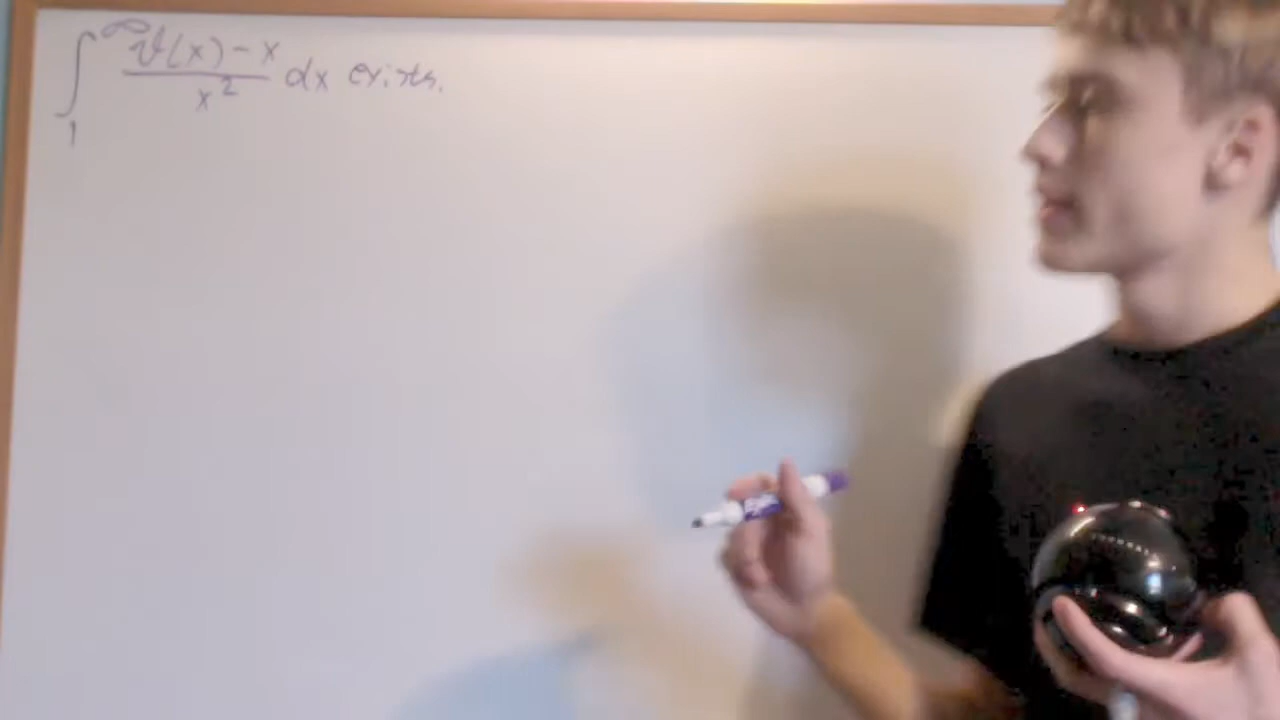 ∫₁^∞ (ϑ(x) - x)/x² dx exists.